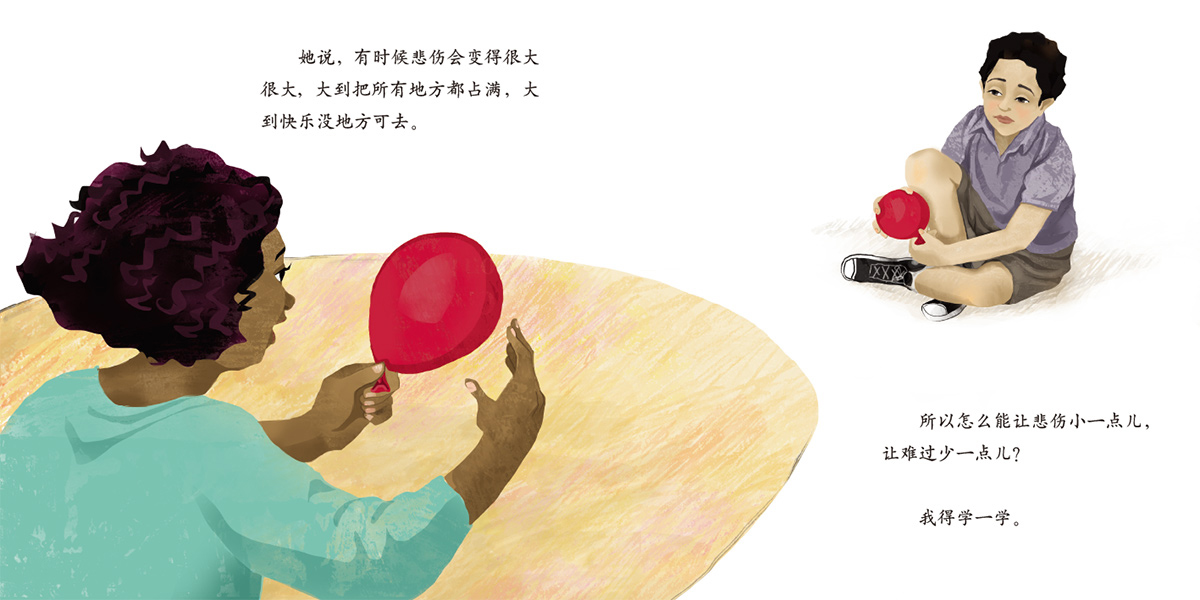 她说，有时候悲伤会变得很大
很大，大到把所有地方都占满，大
到快乐没地方可去。
所以怎么能让悲伤小一点儿，
让难过少一点儿？
我得学一学。